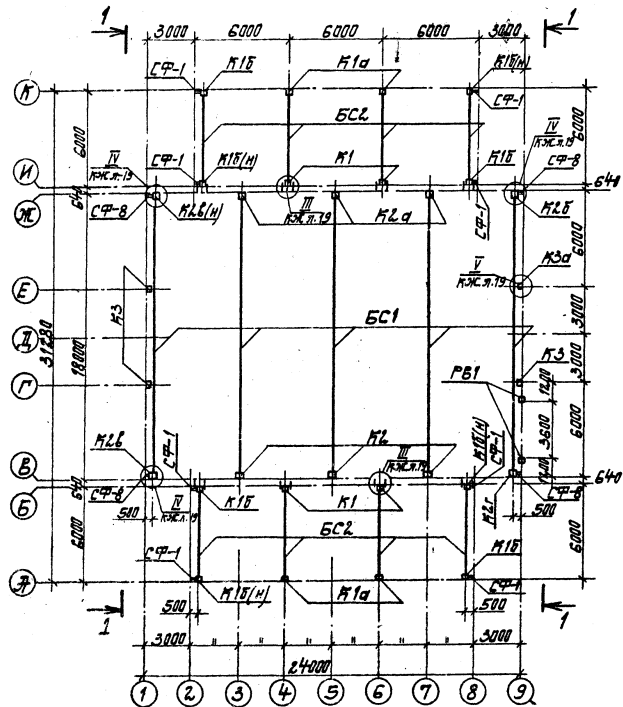 1 1
3000 6000 6000 6000 3000
СФ-1 К1б К1а К1б(н)
К СФ-1
6000 БС2 6000
IV СФ-1 К1б(н) К1 К1б IV
КЖ.л.19 СФ-8
И 640
640 III
Ж СФ-8 К2в(н) КЖ.л.19 К2а СФ-1 К2б
6000
V К3а
КЖ.л.19
Е
К3 3000
Д БС1
31280 18000 3000
Г РВ1 К3
1200
6000 3600
К2в СФ-1 К2 III К1б(н) СФ-1
КЖ.л.19
В 1200
640 640
Б СФ-8 IV К1б К1 К2г СФ-8
КЖ.л.19
500 500
6000 БС2 6000
СФ-1 К1б
А К1б(н) К1а СФ-1
1 500 500 1
3000 " " " " " " 3000
24000
1 2 3 4 5 6 7 8 9